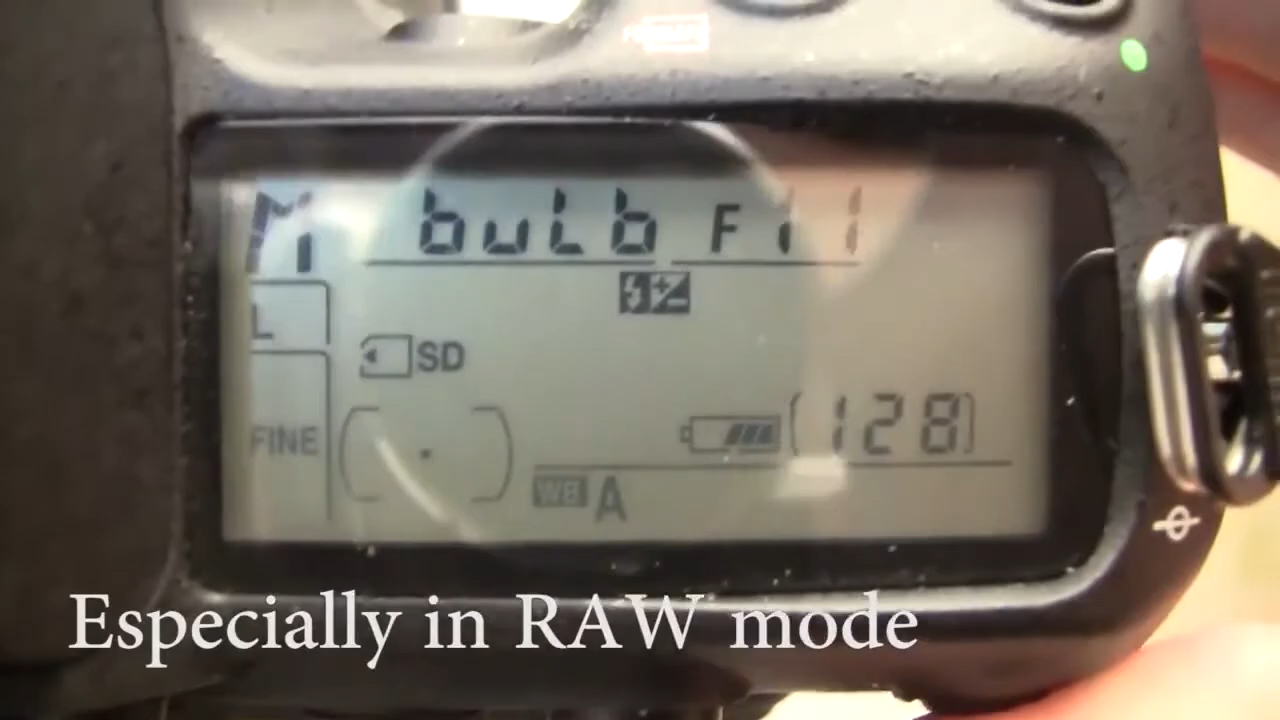 M bulb F11
L
SD
FINE
(128)
WB A
Especially in RAW mode